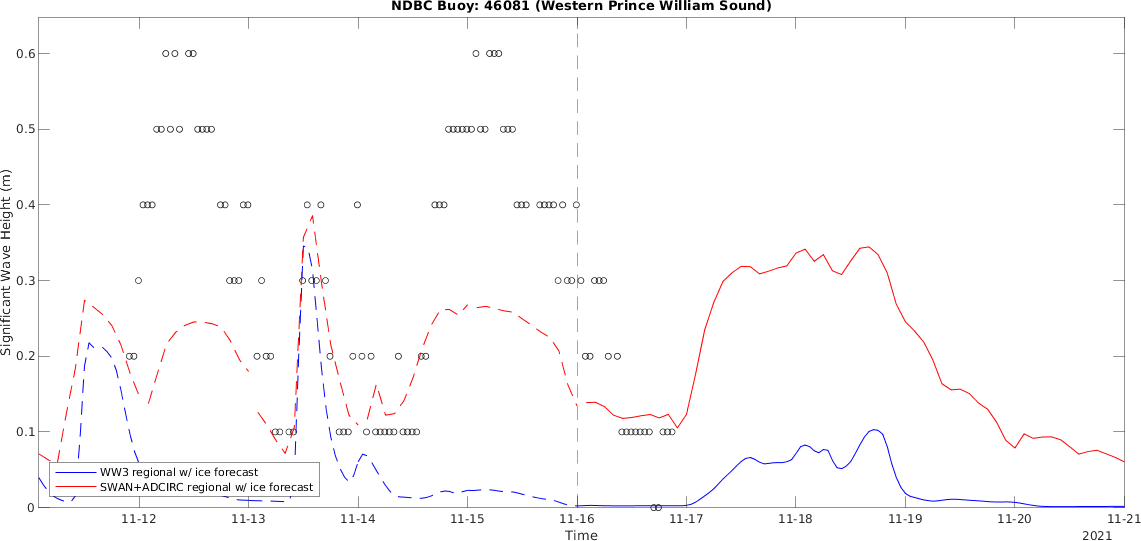 NDBC Buoy: 46081 (Western Prince William Sound)
Significant Wave Height (m)
0.6
0.5
0.4
0.3
0.2
0.1
0
WW3 regional w/ ice forecast
SWAN+ADCIRC regional w/ ice forecast
11-12 11-13 11-14 11-15 11-16 11-17 11-18 11-19 11-20 11-21
Time
2021